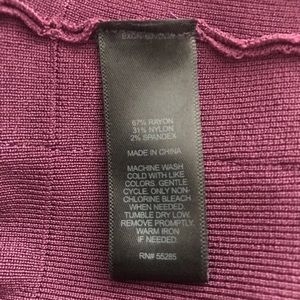 67% RAYON
31% NYLON
2% SPANDEX
MADE IN CHINA
MACHINE WASH
COLD WITH LIKE
COLORS. GENTLE
CYCLE. ONLY NON-
CHLORINE BLEACH
WHEN NEEDED.
TUMBLE DRY LOW.
REMOVE PROMPTLY.
WARM IRON
IF NEEDED.
RN# 55285